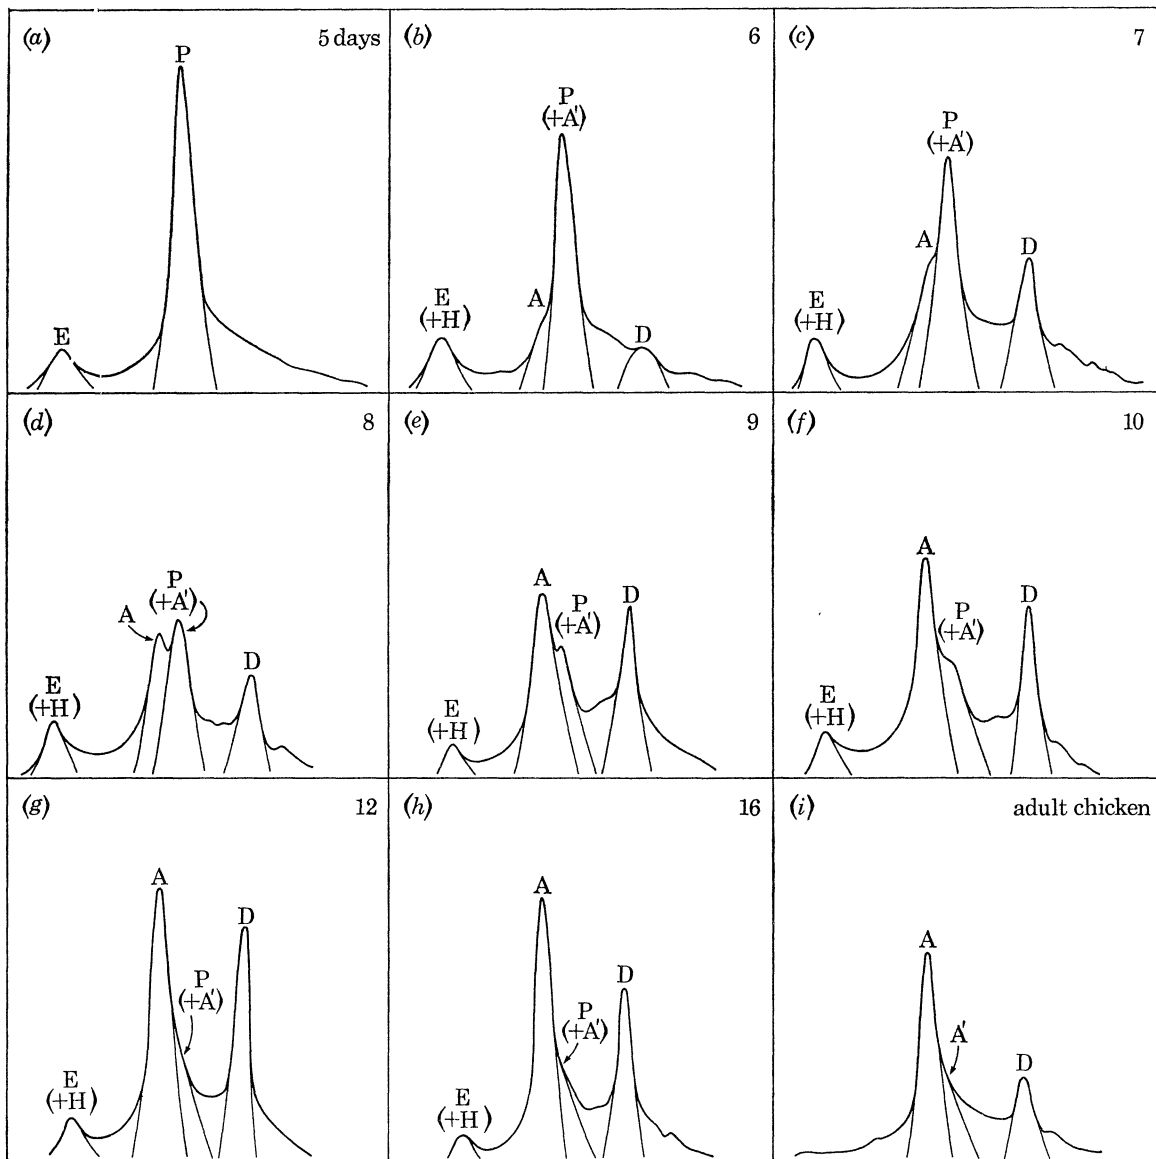 (a) 5 days
P
E
(b) 6
P
(+A')
E
(+H)
A
D
(c) 7
P
(+A')
A
D
E
(+H)
(d) 8
P
(+A')
A
D
E
(+H)
(e) 9
A
P
(+A')
D
E
(+H)
(f) 10
A
P
(+A')
D
E
(+H)
(g) 12
A
D
P
(+A')
E
(+H)
(h) 16
A
D
P
(+A')
E
(+H)
(i) adult chicken
A
A'
D